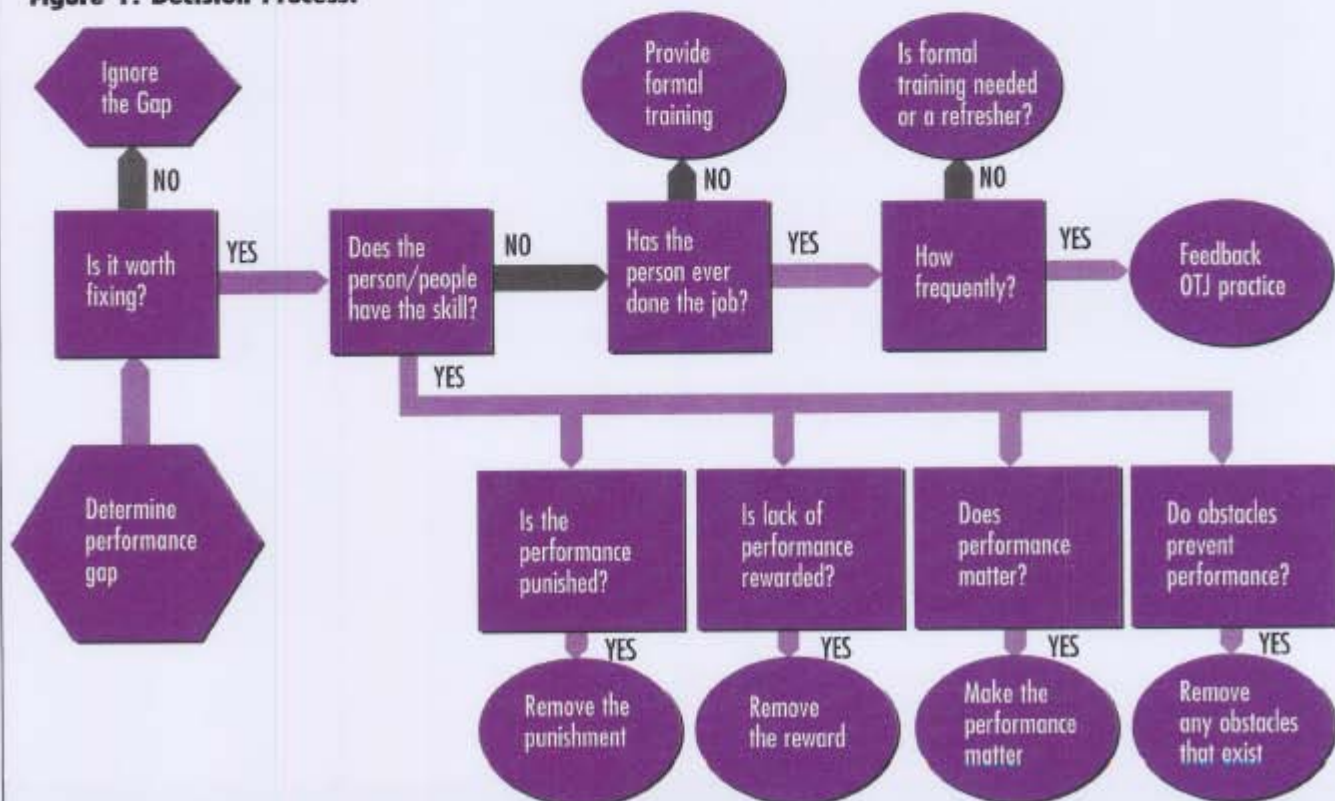 Figure 1. Decision Process.
Ignore
the Gap
NO
Is it worth
fixing?
YES
Determine
performance
gap
Does the
person/people
have the skill?
NO
YES
Provide
formal
training
NO
Has the
person ever
done the job?
YES
Is formal
training needed
or a refresher?
NO
How
frequently?
YES
Feedback
OTJ practice
Is the
performance
punished?
YES
Remove the
punishment
Is lack of
performance
rewarded?
YES
Remove
the reward
Does
performance
matter?
YES
Make the
performance
matter
Do obstacles
prevent
performance?
YES
Remove
any obstacles
that exist